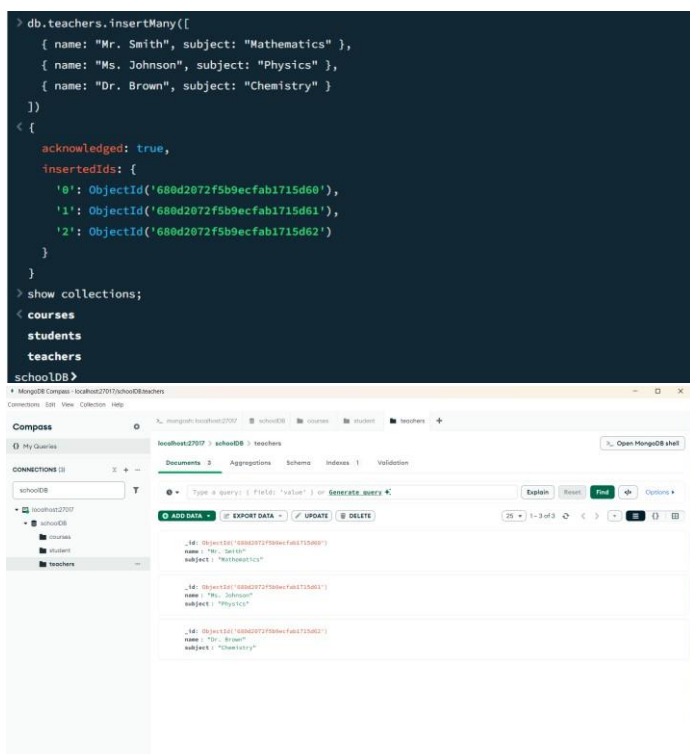 > db.teachers.insertMany([
{ name: "Mr. Smith", subject: "Mathematics" },
{ name: "Ms. Johnson", subject: "Physics" },
{ name: "Dr. Brown", subject: "Chemistry" }
])
< {
acknowledged: true,
insertedIds: {
'0': ObjectId('680d2072f5b9ecfab1715d60'),
'1': ObjectId('680d2072f5b9ecfab1715d61'),
'2': ObjectId('680d2072f5b9ecfab1715d62')
}
}
> show collections;
< courses
students
teachers
schoolDB>
MongoDB Compass - localhost:27017/schoolDB.teachers
Connections Edit View Collection Help
Compass
>_ mongosh: localhost:27017 schoolDB courses student teachers +
{} My Queries
localhost:27017 > schoolDB > teachers
>_ Open MongoDB shell
CONNECTIONS
Documents 3 Aggregations Schema Indexes 1 Validation
schoolDB
Type a query: { field: 'value' } or Generate query
Explain Reset Find </> Options
localhost:27017
schoolDB
courses
student
teachers
ADD DATA EXPORT DATA UPDATE DELETE
25 1-3 of 3
_id: ObjectId('680d2072f5b9ecfab1715d60')
name : "Mr. Smith"
subject : "Mathematics"
_id: ObjectId('680d2072f5b9ecfab1715d61')
name : "Ms. Johnson"
subject : "Physics"
_id: ObjectId('680d2072f5b9ecfab1715d62')
name : "Dr. Brown"
subject : "Chemistry"